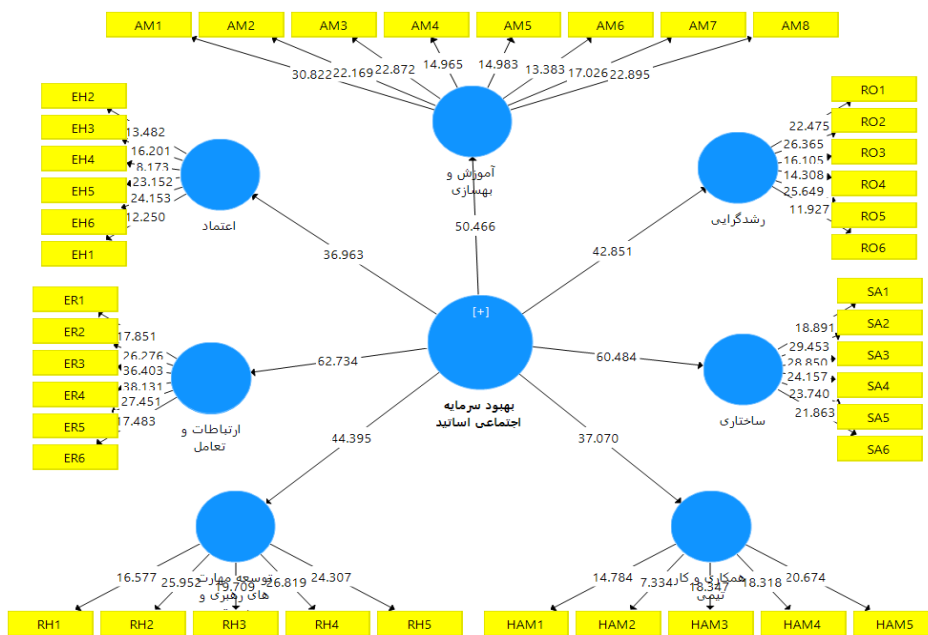 AM1 AM2 AM3 AM4 AM5 AM6 AM7 AM8
30.822 22.169 22.872 14.965 14.983 13.383 17.026 22.895
آموزش و
بهسازی
50.466
EH2
EH3
EH4
EH5
EH6
EH1
13.482
16.201
8.173
23.152
24.153
12.250
اعتماد
36.963
RO1
RO2
RO3
RO4
RO5
RO6
22.475
26.365
16.105
14.308
25.649
11.927
رشدگرایی
42.851
ER1
ER2
ER3
ER4
ER5
ER6
17.851
26.276
36.403
38.131
27.451
17.483
ارتباطات و
تعامل
62.734
[+]
بهبود سرمایه
اجتماعی اساتید
SA1
SA2
SA3
SA4
SA5
SA6
18.891
29.453
28.850
24.157
23.740
21.863
ساختاری
60.484
44.395
37.070
توسعه مهارت
های رهبری و
16.577 25.952 19.709 26.819 24.307
RH1 RH2 RH3 RH4 RH5
همکاری و کار
تیمی
14.784 7.334 18.347 18.318 20.674
HAM1 HAM2 HAM3 HAM4 HAM5